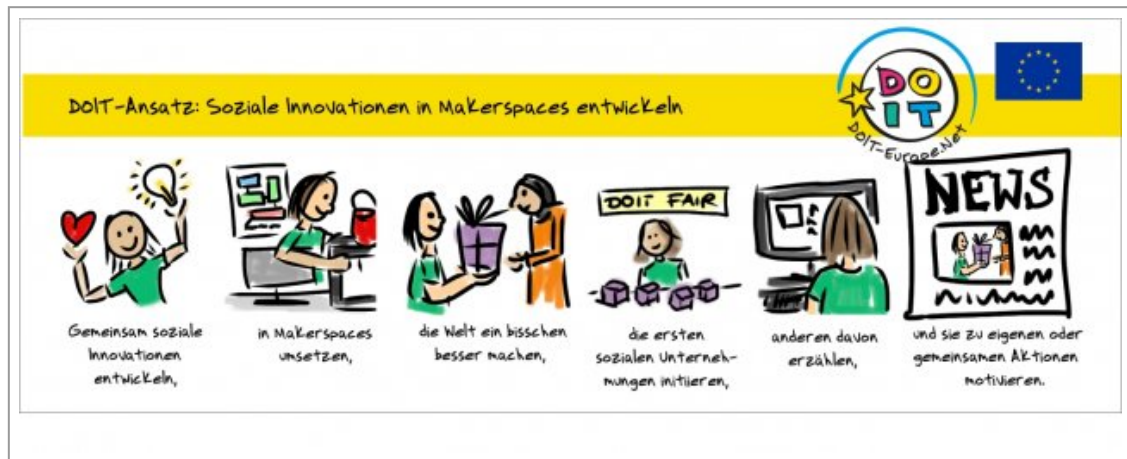 DOIT-Ansatz: Soziale Innovationen in Makerspaces entwickeln
DO
IT
DOIT-Europe.Net
Gemeinsam soziale
Innovationen
entwickeln,
in Makerspaces
umsetzen,
die Welt ein bisschen
besser machen,
DOIT FAIR
die ersten
sozialen Unterneh-
mungen initiieren,
anderen davon
erzählen,
NEWS
und sie zu eigenen oder
gemeinsamen Aktionen
motivieren.